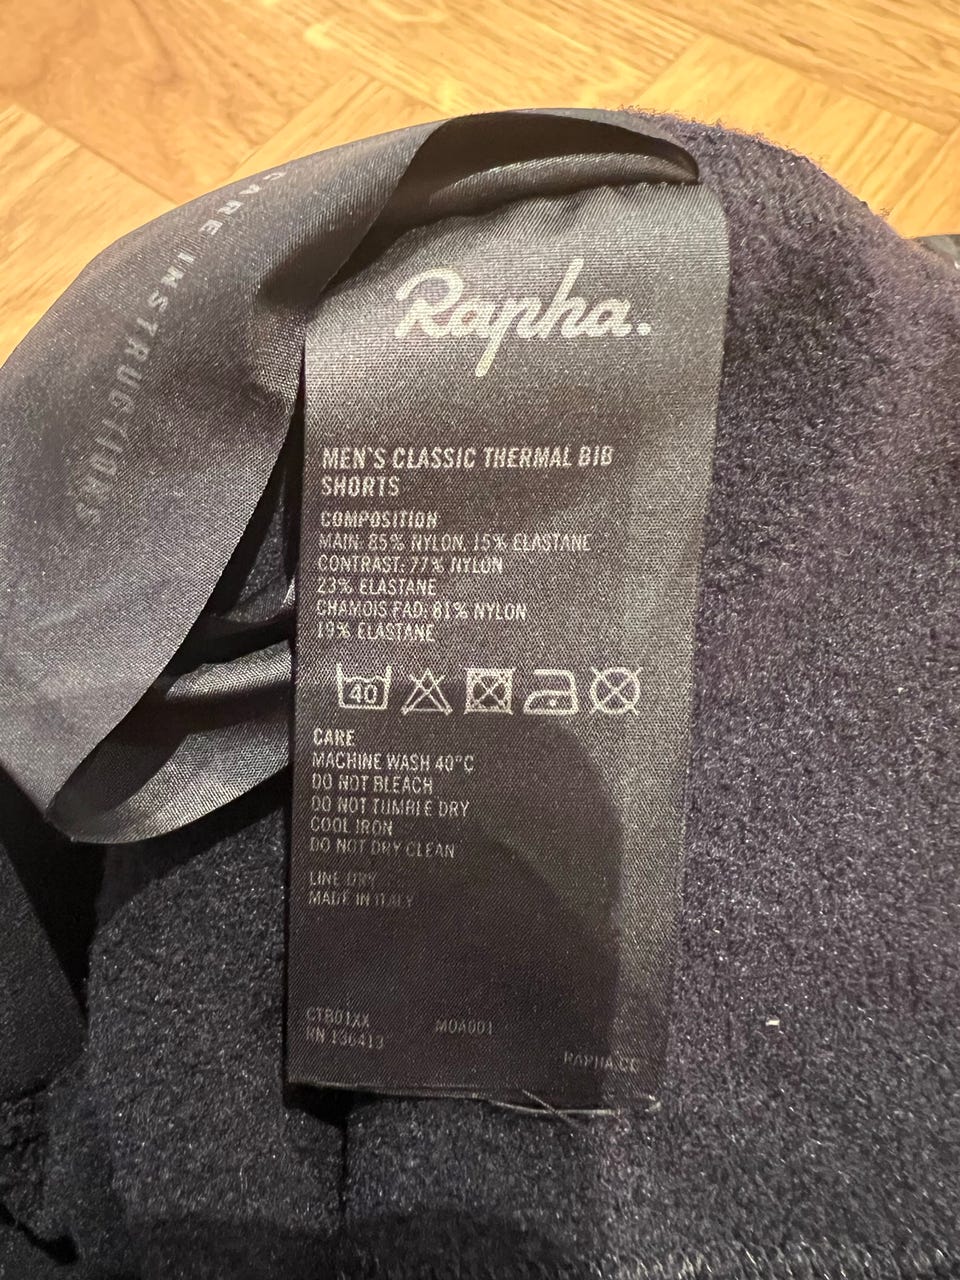 CARE INSTRUCTIONS
Rapha.
MEN'S CLASSIC THERMAL BIB
SHORTS
COMPOSITION
MAIN: 85% NYLON, 15% ELASTANE
CONTRAST: 77% NYLON
23% ELASTANE
CHAMOIS PAD: 81% NYLON
19% ELASTANE
40
CARE
MACHINE WASH 40°C
DO NOT BLEACH
DO NOT TUMBLE DRY
COOL IRON
DO NOT DRY CLEAN
LINE DRY
MADE IN ITALY
CTB01XX MOA001
RN 136413
RAPHA.CC